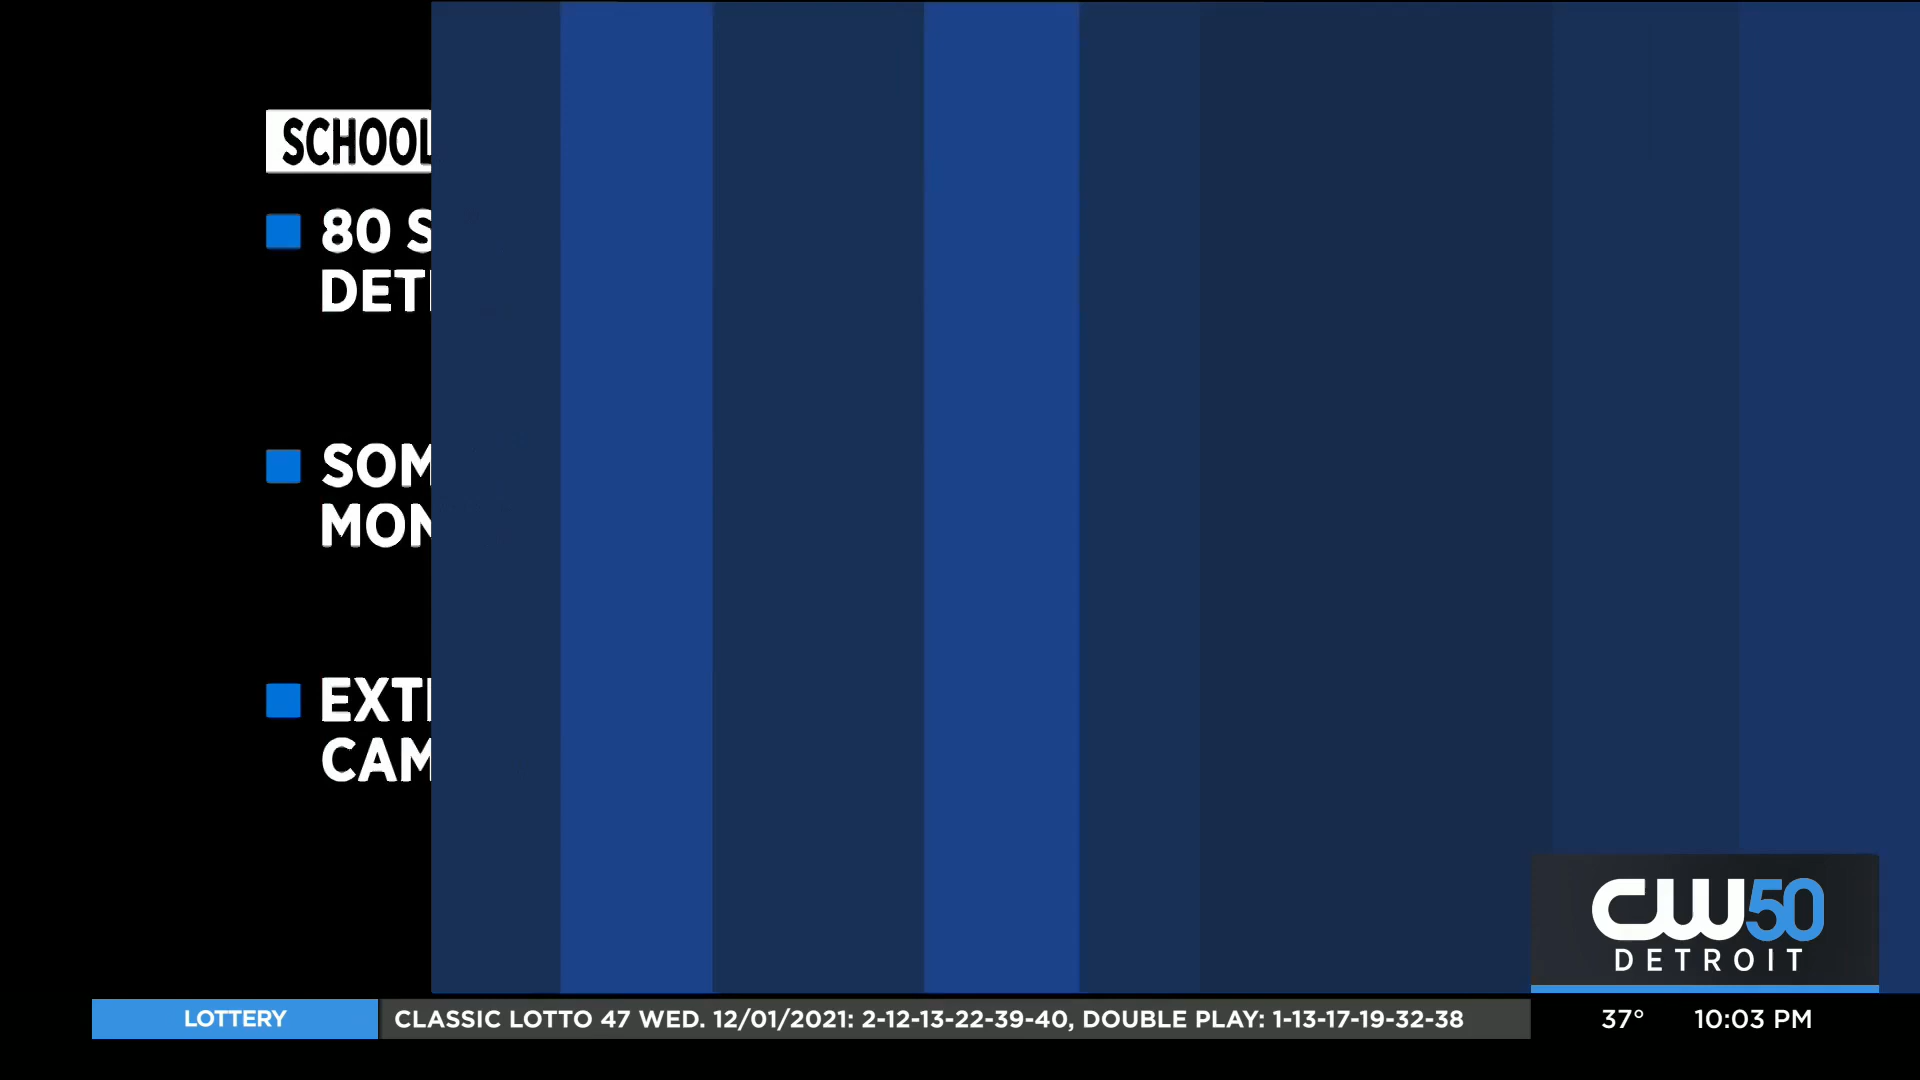 SCHOOL
80 S
DET
SOM
MON
EXT
CAM
CW50
DETROIT
LOTTERY
CLASSIC LOTTO 47 WED. 12/01/2021: 2-12-13-22-39-40, DOUBLE PLAY: 1-13-17-19-32-38
37° 10:03 PM